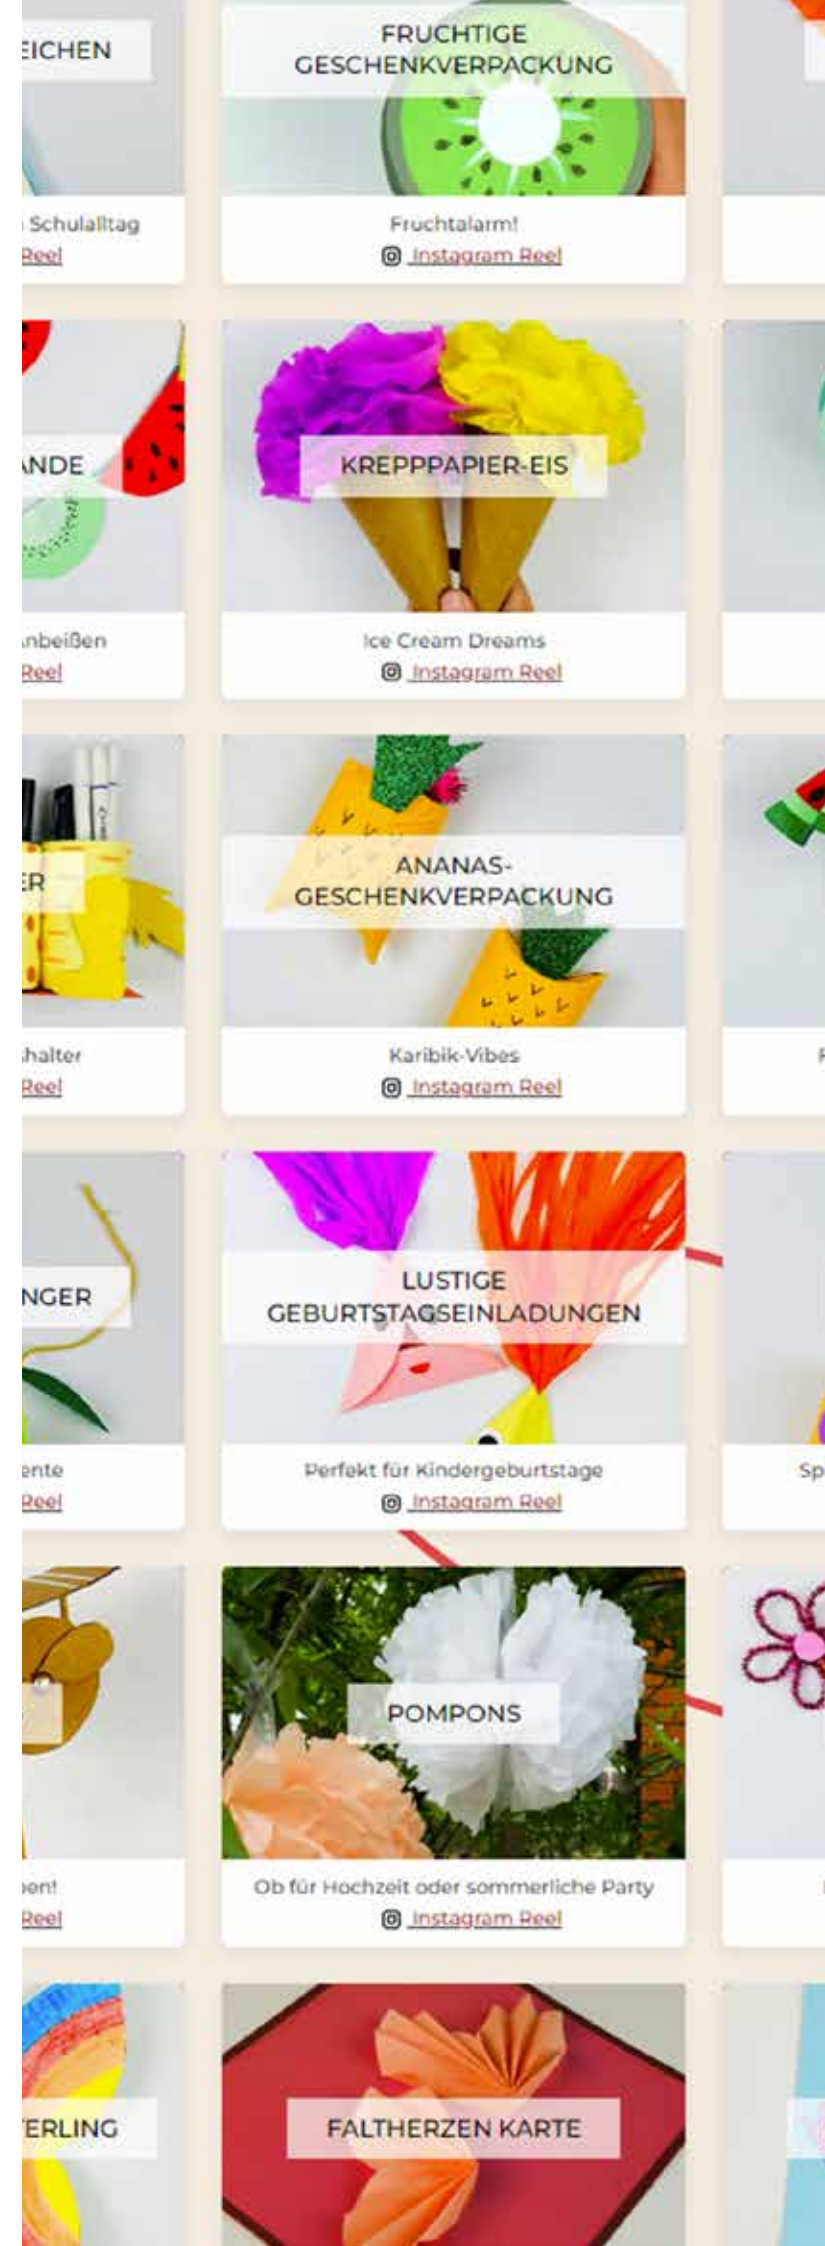 EICHEN
Schulalltag
Reel
FRUCHTIGE
GESCHENKVERPACKUNG
Fruchtalarm!
Instagram Reel
ANDE
nbeißen
Reel
KREPPPAPIER-EIS
Ice Cream Dreams
Instagram Reel
ER
halter
Reel
ANANAS-
GESCHENKVERPACKUNG
Karibik-Vibes
Instagram Reel
NGER
ente
Reel
LUSTIGE
GEBURTSTAGSEINLADUNGEN
Perfekt für Kindergeburtstage
Instagram Reel
Sp
en!
Reel
POMPONS
Ob für Hochzeit oder sommerliche Party
Instagram Reel
ERLING
FALTHERZEN KARTE